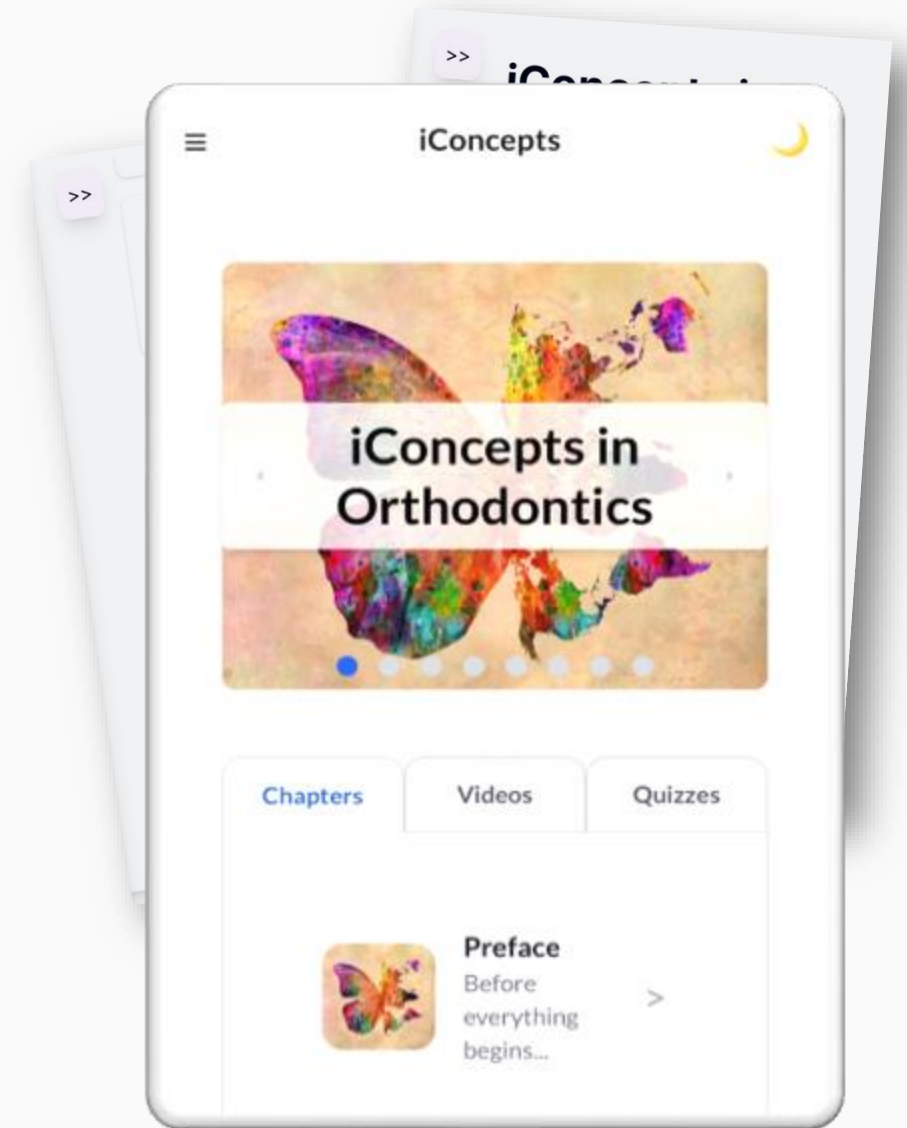 >>
>>
☰ iConcepts 🌙
iConcepts in
Orthodontics
Chapters Videos Quizzes
Preface
Before
everything
begins...
>